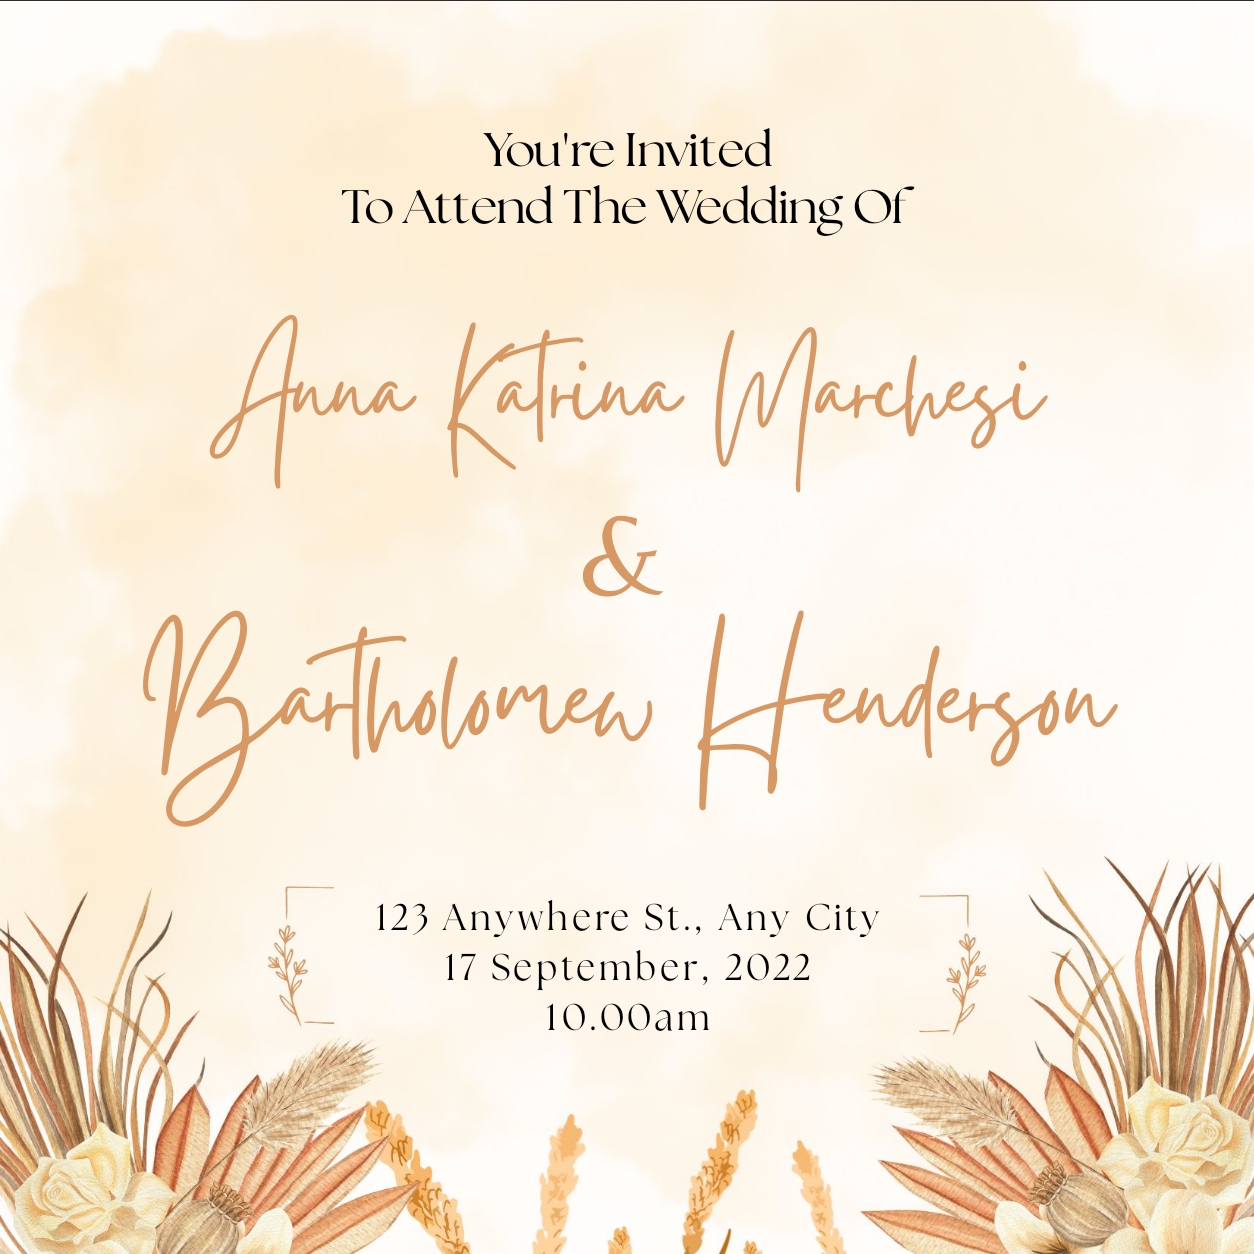 You're Invited
To Attend The Wedding Of
Anna Katrina Marchesi
&
Bartholomew Henderson
123 Anywhere St., Any City
17 September, 2022
10.00am